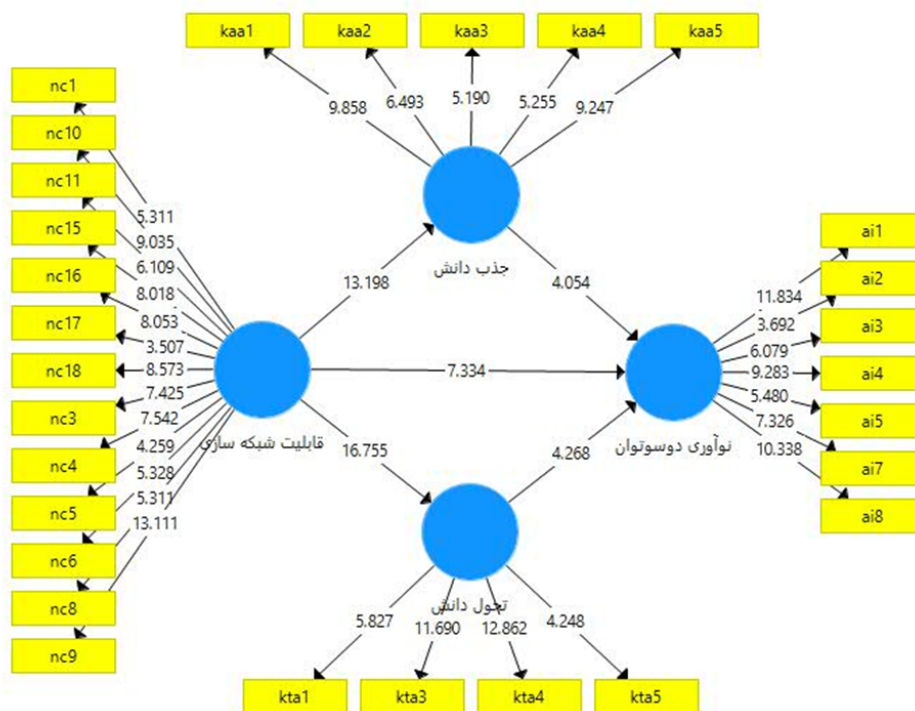 kaa1
kaa2
kaa3
kaa4
kaa5
9.858
6.493
5.190
5.255
9.247
nc1
nc10
nc11
nc15
nc16
nc17
nc18
nc3
nc4
nc5
nc6
nc8
nc9
5.311
9.035
6.109
8.018
8.053
3.507
8.573
7.425
7.542
4.259
5.328
5.311
13.111
قابلیت شبکه سازی
13.198
جذب دانش
4.054
7.334
16.755
تحول دانش
4.268
نوآوری دوسوتوان
11.834
3.692
6.079
9.283
5.480
7.326
10.338
ai1
ai2
ai3
ai4
ai5
ai7
ai8
5.827
11.690
12.862
4.248
kta1
kta3
kta4
kta5